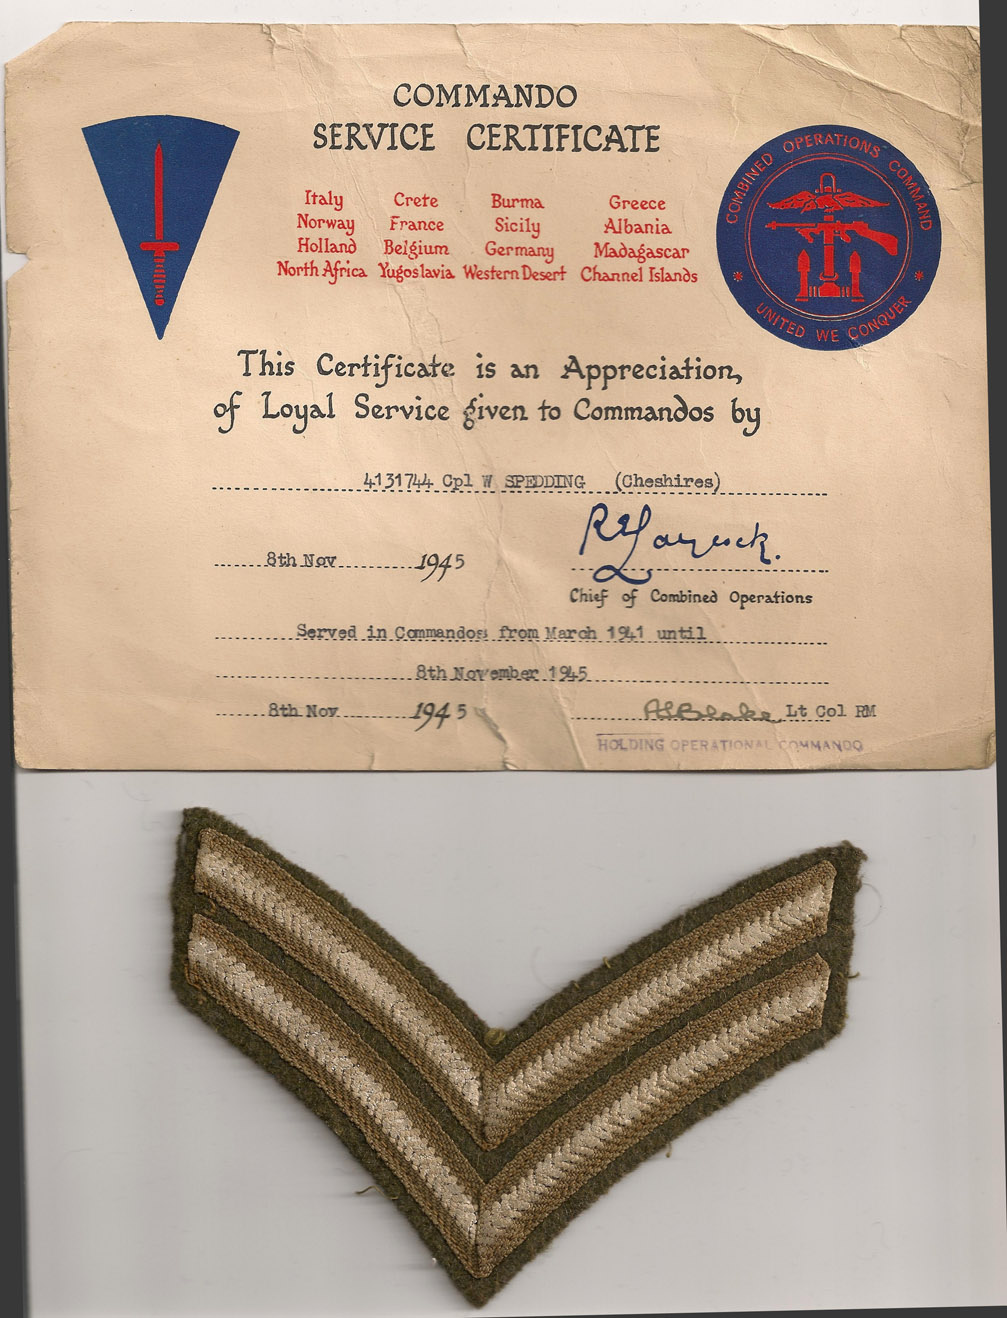 COMMANDO
SERVICE CERTIFICATE
Italy Crete Burma Greece
Norway France Sicily Albania
Holland Belgium Germany Madagascar
North Africa Yugoslavia Western Desert Channel Islands
COMBINED OPERATIONS COMMAND
* UNITED WE CONQUER *
This Certificate is an Appreciation,
of Loyal Service given to Commandos by
4131744 Cpl W SPEDDING (Cheshires)
R E Laycock.
8th Nov 1945
Chief of Combined Operations
Served in Commandos from March 1941 until
8th November 1945
8th Nov 1945 Blake Lt Col RM
HOLDING OPERATIONAL COMMANDO